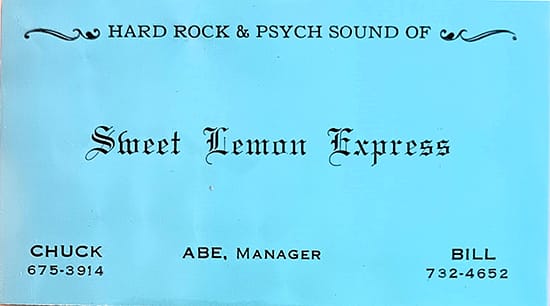 HARD ROCK & PSYCH SOUND OF
Sweet Lemon Express
CHUCK
675-3914
ABE, MANAGER
BILL
732-4652